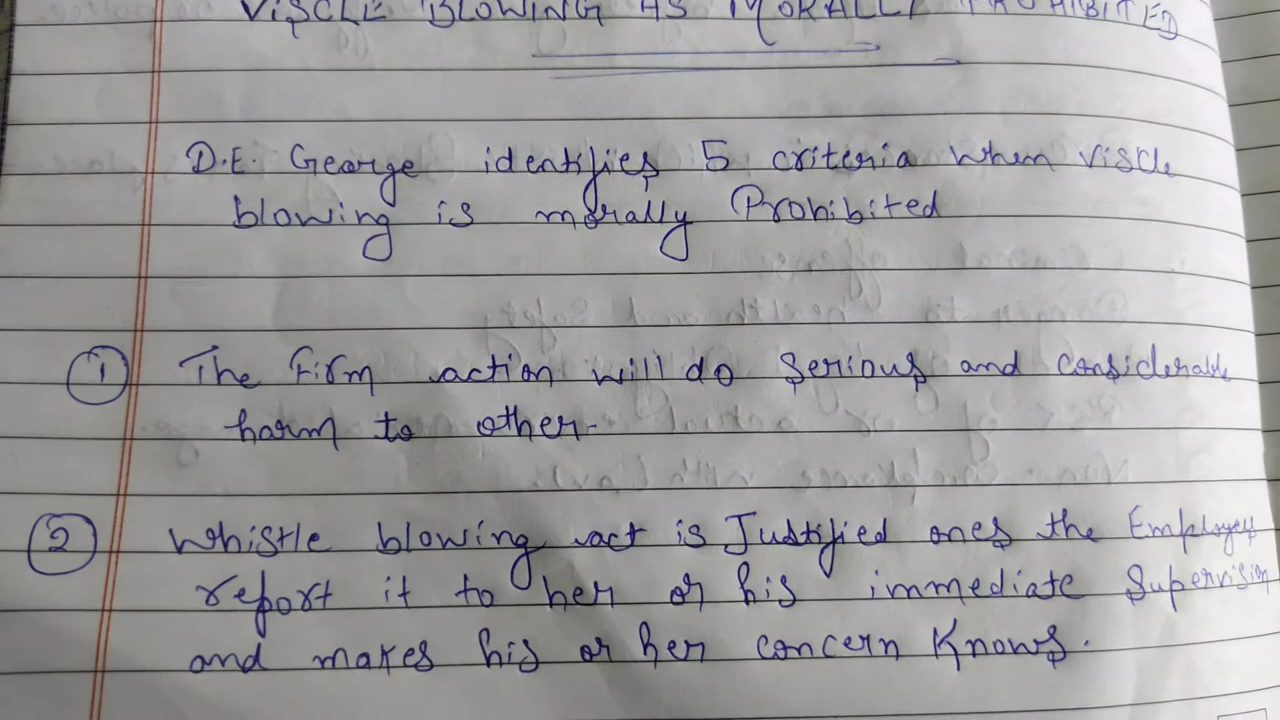 VISCLE BLOWING AS MORALLY PROHIBITED
D.E. George identifies 5 criteria when viscle
blowing is morally Prohibited
1 The Firm action will do serious and considerable
harm to other.
2 Whistle blowing act is Justified ones the Employee
report it to her or his immediate Supervision
and makes his or her concern knows.